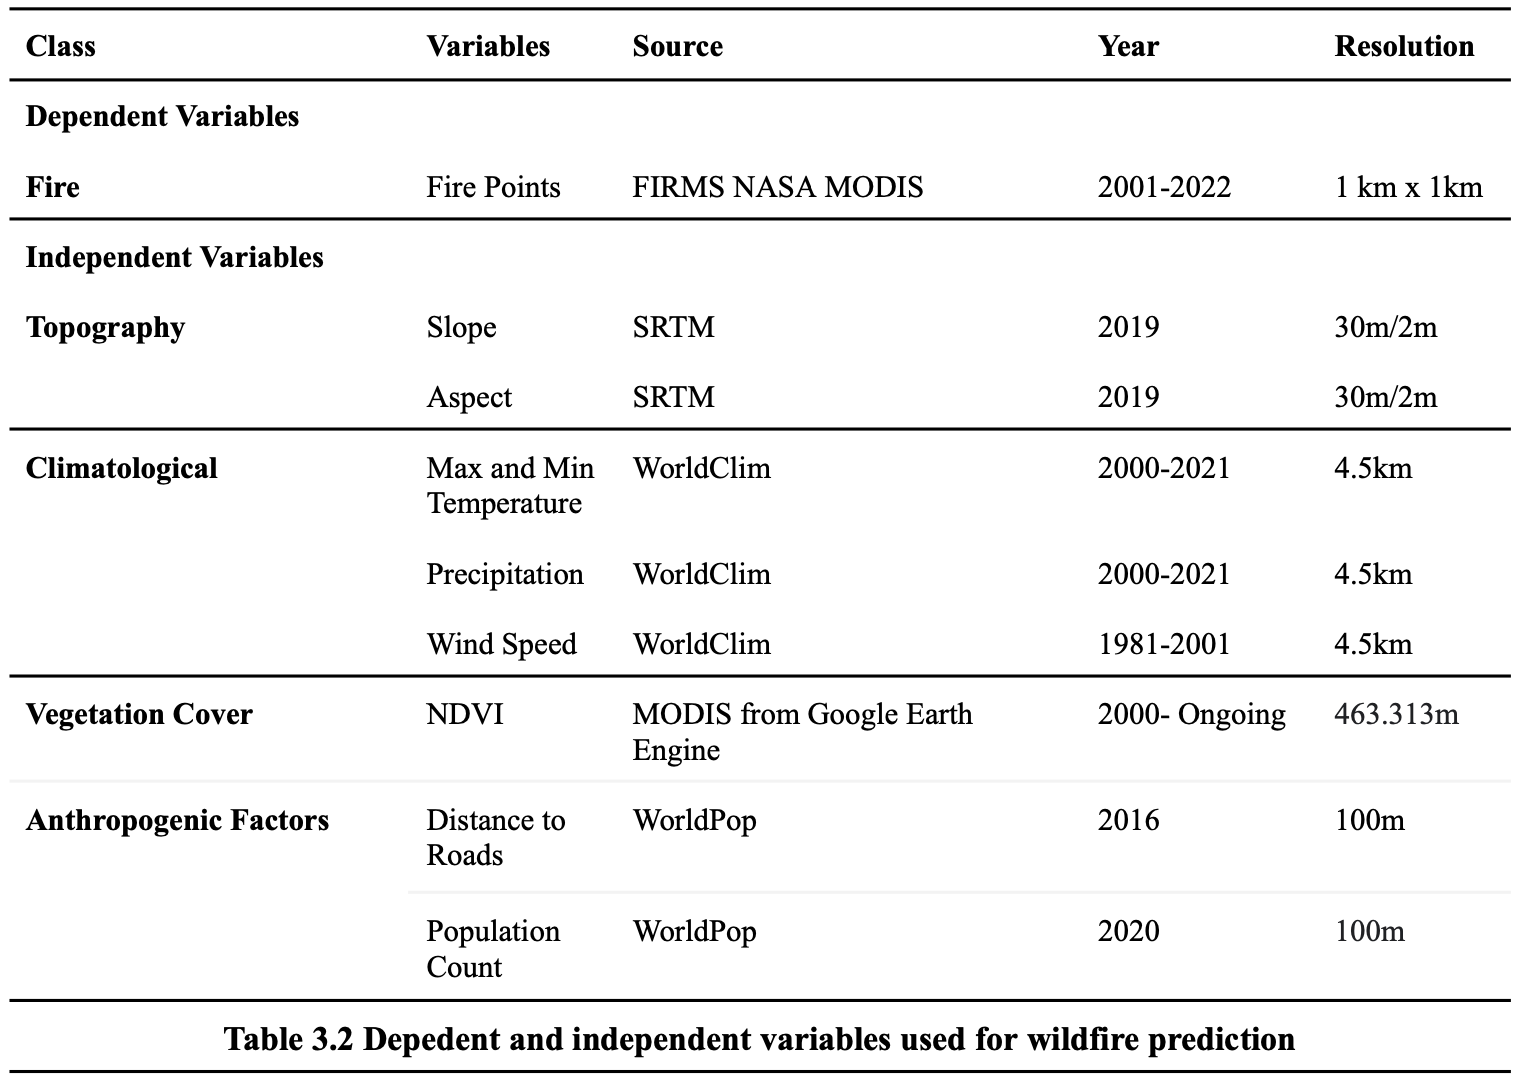 Class Variables Source Year Resolution
Dependent Variables
Fire Fire Points FIRMS NASA MODIS 2001-2022 1 km x 1km
Independent Variables
Topography Slope SRTM 2019 30m/2m
Aspect SRTM 2019 30m/2m
Climatological Max and Min WorldClim 2000-2021 4.5km
Temperature
Precipitation WorldClim 2000-2021 4.5km
Wind Speed WorldClim 1981-2001 4.5km
Vegetation Cover NDVI MODIS from Google Earth 2000- Ongoing 463.313m
Engine
Anthropogenic Factors Distance to WorldPop 2016 100m
Roads
Population WorldPop 2020 100m
Count
Table 3.2 Depedent and independent variables used for wildfire prediction